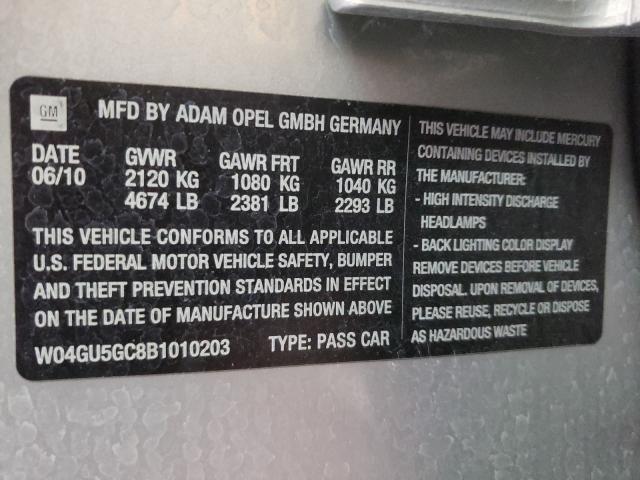 GM
MFD BY ADAM OPEL GMBH GERMANY
DATE GVWR GAWR FRT GAWR RR
06/10 2120 KG 1080 KG 1040 KG
4674 LB 2381 LB 2293 LB
THIS VEHICLE CONFORMS TO ALL APPLICABLE
U.S. FEDERAL MOTOR VEHICLE SAFETY, BUMPER
AND THEFT PREVENTION STANDARDS IN EFFECT
ON THE DATE OF MANUFACTURE SHOWN ABOVE
W04GU5GC8B1010203 TYPE: PASS CAR
THIS VEHICLE MAY INCLUDE MERCURY
CONTAINING DEVICES INSTALLED BY
THE MANUFACTURER:
- HIGH INTENSITY DISCHARGE
HEADLAMPS
- BACK LIGHTING COLOR DISPLAY
REMOVE DEVICES BEFORE VEHICLE
DISPOSAL. UPON REMOVAL OF DEVICES,
PLEASE REUSE, RECYCLE OR DISPOSE
AS HAZARDOUS WASTE